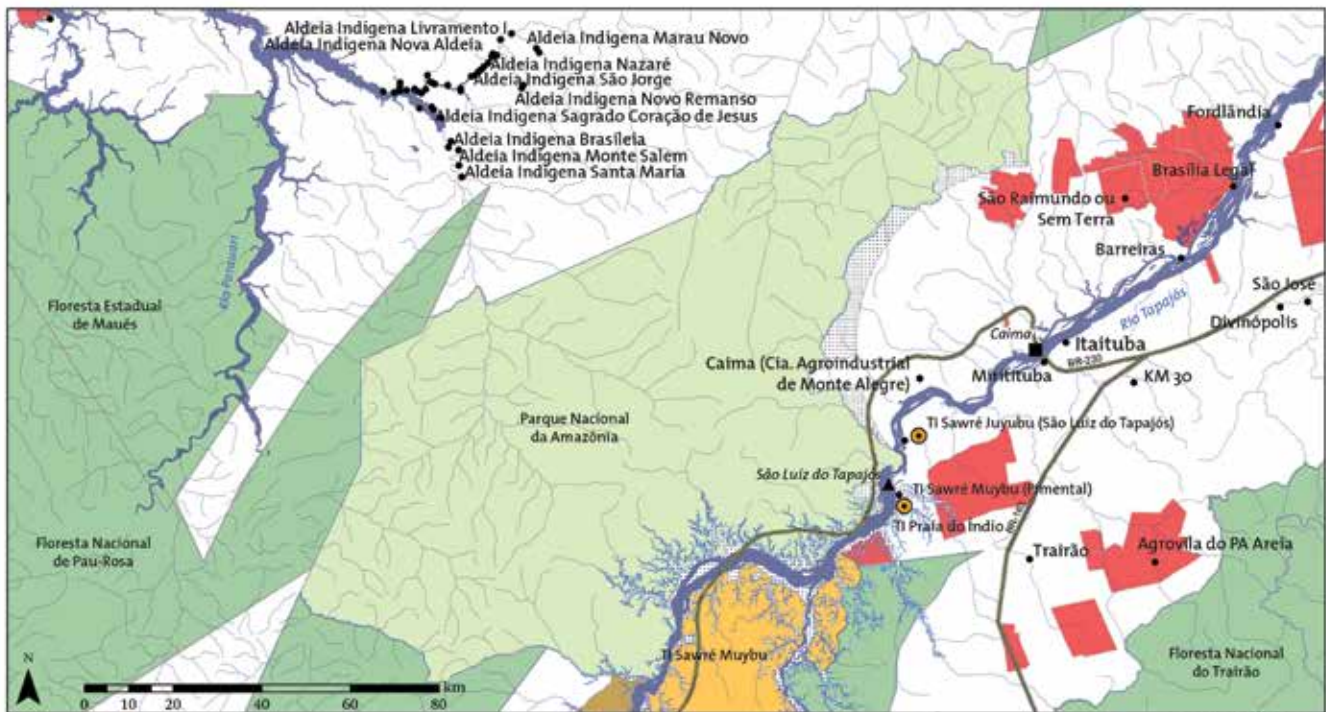 Aldeia Indígena Livramento I
Aldeia Indígena Nova Aldeia
Aldeia Indígena Marau Novo
Aldeia Indígena Nazaré
Aldeia Indígena São Jorge
Aldeia Indígena Novo Remanso
Aldeia Indígena Sagrado Coração de Jesus
Aldeia Indígena Brasíleia
Aldeia Indígena Monte Salem
Aldeia Indígena Santa Maria
Fordlândia
Brasília Legal
São Raimundo ou
Sem Terra
Barreiras
Rio Parauari
Floresta Estadual
de Maués
São José
Divinópolis
Rio Tapajós
Caima
Itaituba
BR-230
Miritituba
KM 30
Caima (Cia. Agroindustrial
de Monte Alegre)
Parque Nacional
da Amazônia
TI Sawré Juyubu (São Luiz do Tapajós)
São Luiz do Tapajós
TI Sawré Muybu (Pimental)
TI Praia do Indio
Floresta Nacional
de Pau-Rosa
Trairão
Agrovila do PA Areia
TI Sawré Muybu
Floresta Nacional
do Trairão
N
km
0 10 20 40 60 80